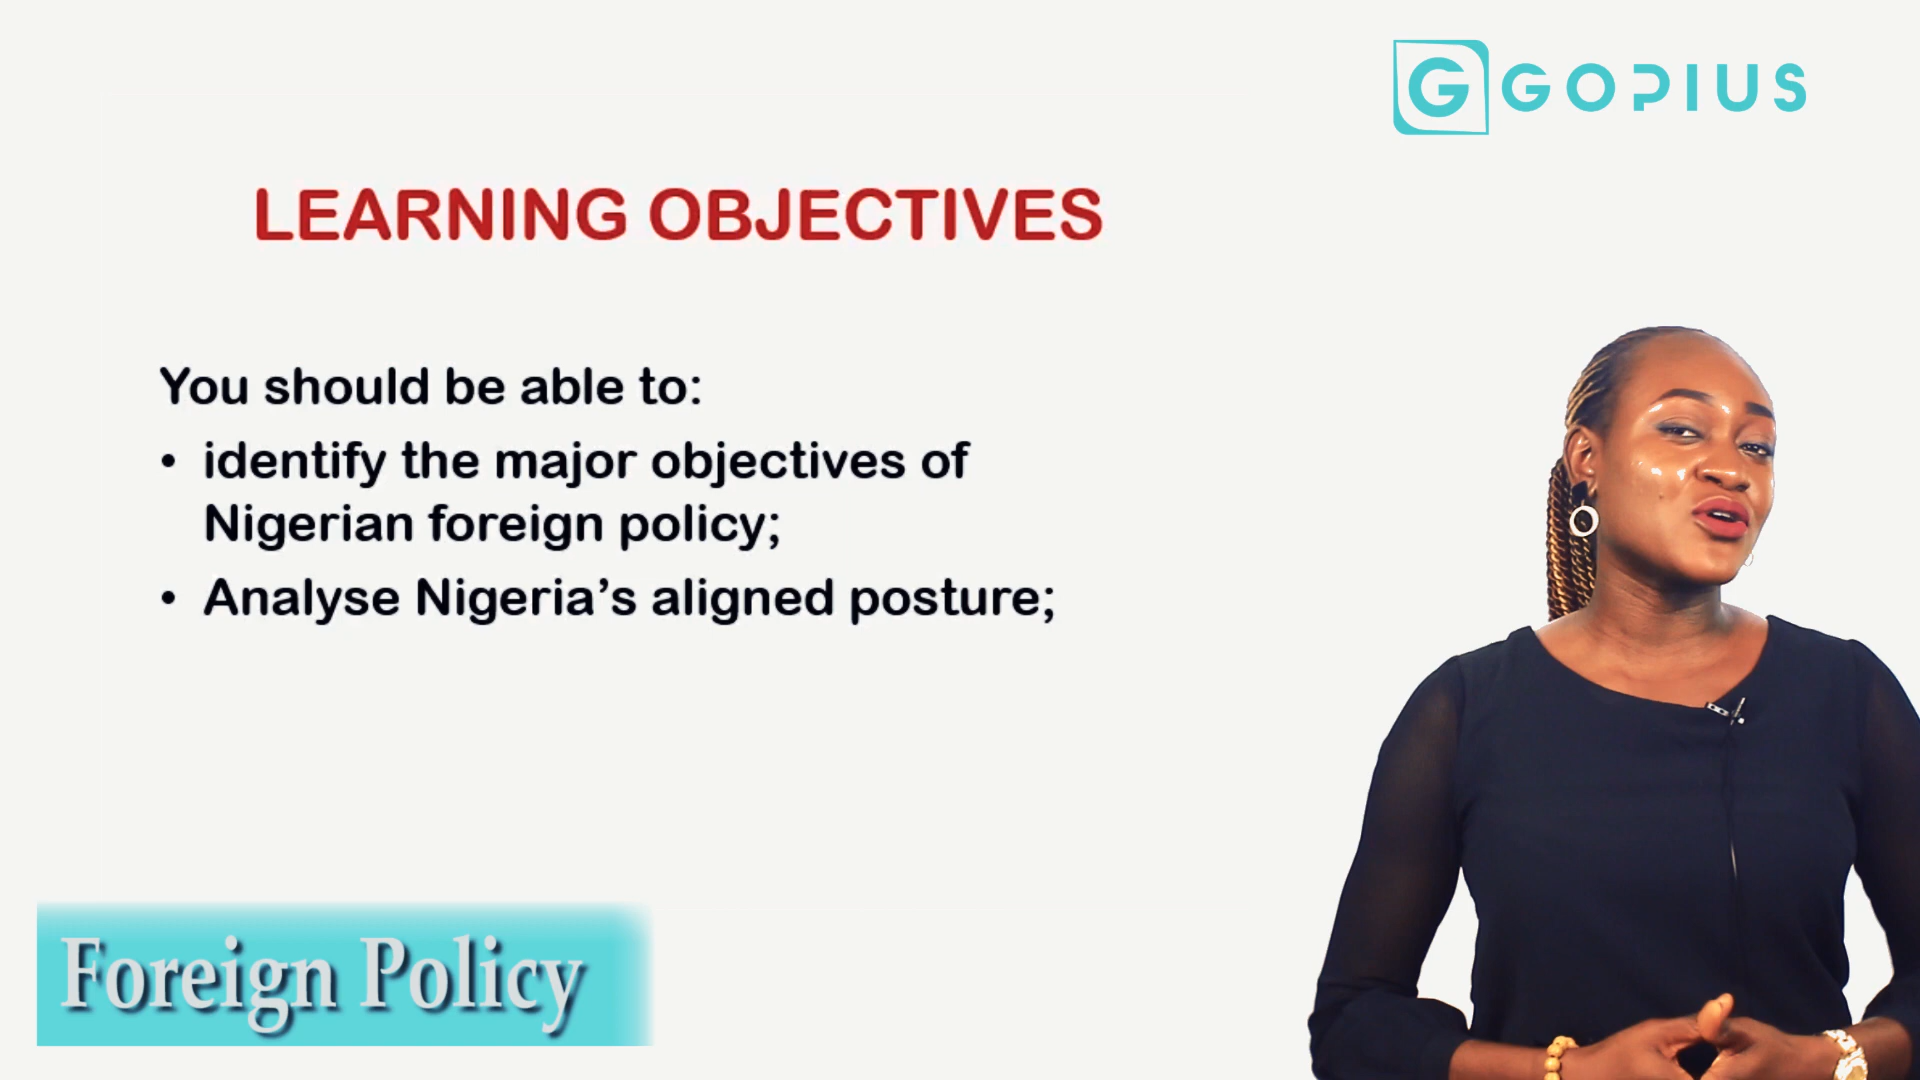 GOPIUS
LEARNING OBJECTIVES
You should be able to:
• identify the major objectives of
Nigerian foreign policy;
• Analyse Nigeria’s aligned posture;
Foreign Policy